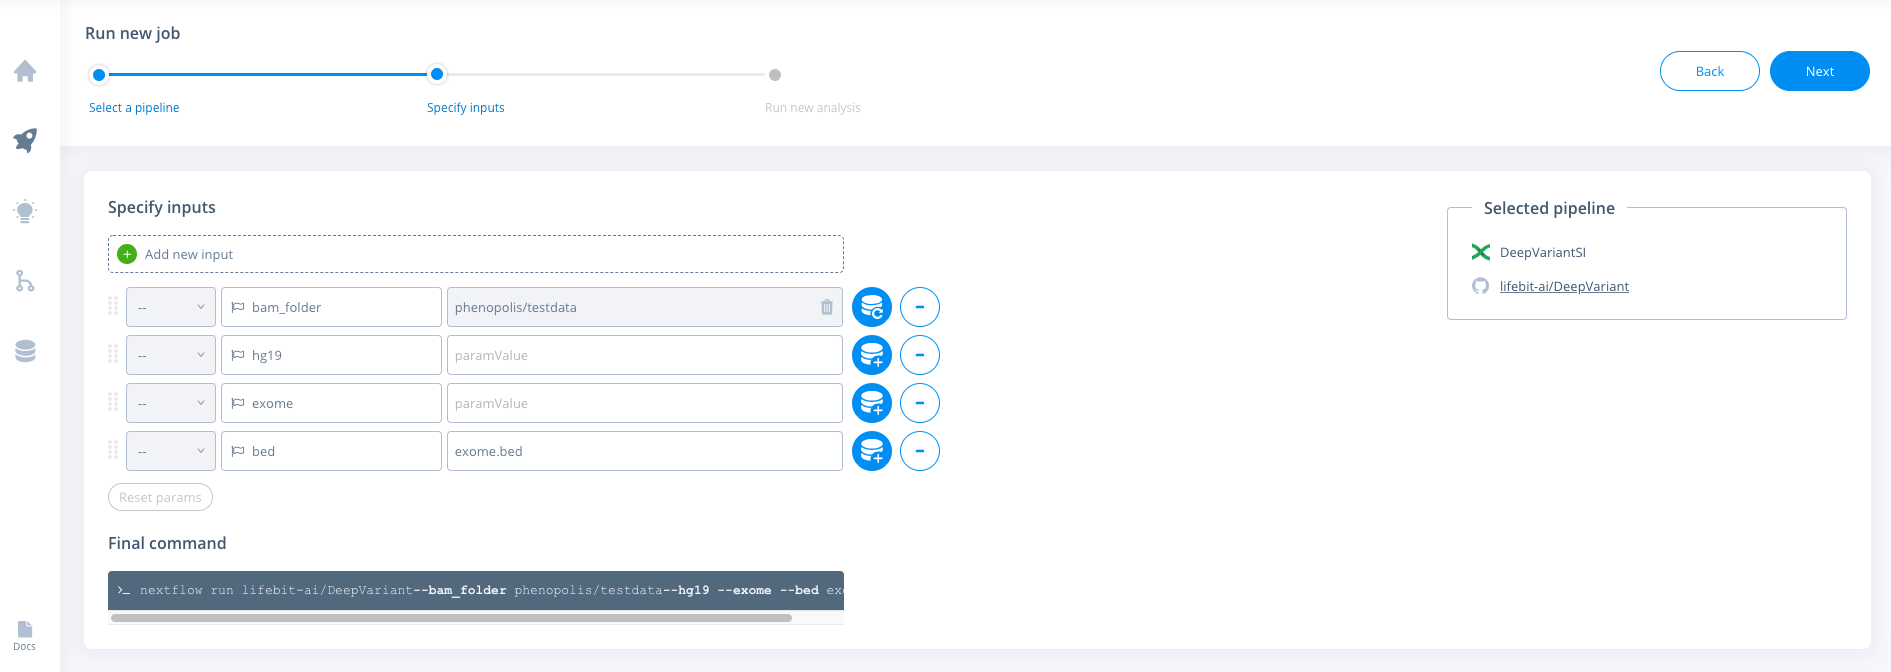 Run new job
Back
Next
Select a pipeline
Specify inputs
Run new analysis
Specify inputs
Selected pipeline
+ Add new input
DeepVariantSI
lifebit-ai/DeepVariant
-- bam_folder phenopolis/testdata
-- hg19 paramValue
-- exome paramValue
-- bed exome.bed
Reset params
Final command
>_ nextflow run lifebit-ai/DeepVariant--bam_folder phenopolis/testdata--hg19 --exome --bed
Docs